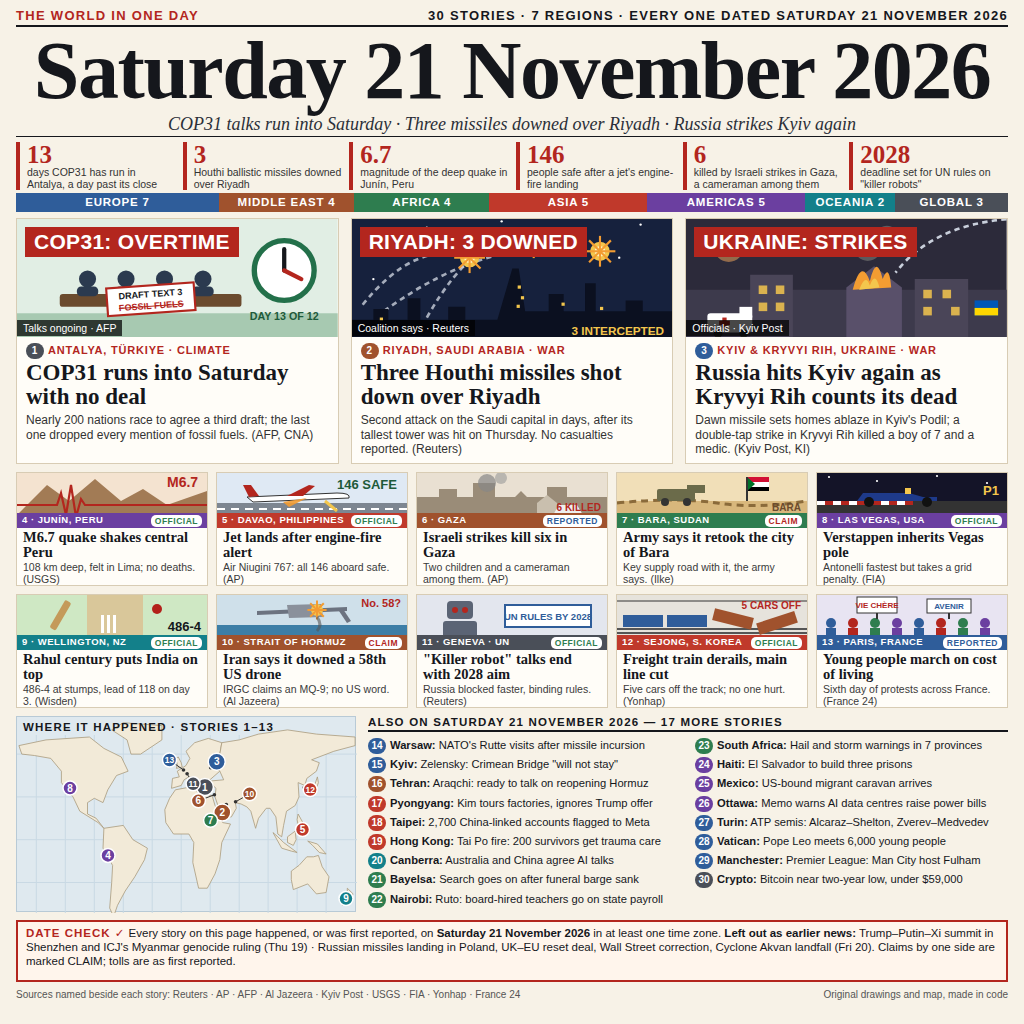 THE WORLD IN ONE DAY
30 STORIES · 7 REGIONS · EVERY ONE DATED SATURDAY 21 NOVEMBER 2026
Saturday 21 November 2026
COP31 talks run into Saturday · Three missiles downed over Riyadh · Russia strikes Kyiv again
13
days COP31 has run in
Antalya, a day past its close
3
Houthi ballistic missiles downed
over Riyadh
6.7
magnitude of the deep quake in
Junín, Peru
146
people safe after a jet's engine-
fire landing
6
killed by Israeli strikes in Gaza,
a cameraman among them
2028
deadline set for UN rules on
"killer robots"
EUROPE 7
MIDDLE EAST 4
AFRICA 4
ASIA 5
AMERICAS 5
OCEANIA 2
GLOBAL 3
COP31: OVERTIME
DRAFT TEXT 3
FOSSIL FUELS
DAY 13 OF 12
Talks ongoing · AFP
1 ANTALYA, TÜRKIYE · CLIMATE
COP31 runs into Saturday
with no deal
Nearly 200 nations race to agree a third draft; the last
one dropped every mention of fossil fuels. (AFP, CNA)
RIYADH: 3 DOWNED
Coalition says · Reuters
3 INTERCEPTED
2 RIYADH, SAUDI ARABIA · WAR
Three Houthi missiles shot
down over Riyadh
Second attack on the Saudi capital in days, after its
tallest tower was hit on Thursday. No casualties
reported. (Reuters)
UKRAINE: STRIKES
Officials · Kyiv Post
3 KYIV & KRYVYI RIH, UKRAINE · WAR
Russia hits Kyiv again as
Kryvyi Rih counts its dead
Dawn missile sets homes ablaze in Kyiv's Podil; a
double-tap strike in Kryvyi Rih killed a boy of 7 and a
medic. (Kyiv Post, KI)
M6.7
4 · JUNÍN, PERU
OFFICIAL
M6.7 quake shakes central
Peru
108 km deep, felt in Lima; no deaths.
(USGS)
146 SAFE
5 · DAVAO, PHILIPPINES
OFFICIAL
Jet lands after engine-fire
alert
Air Niugini 767: all 146 aboard safe.
(AP)
6 KILLED
6 · GAZA
REPORTED
Israeli strikes kill six in
Gaza
Two children and a cameraman
among them. (AP)
BARA
7 · BARA, SUDAN
CLAIM
Army says it retook the city
of Bara
Key supply road with it, the army
says. (Ilke)
P1
8 · LAS VEGAS, USA
OFFICIAL
Verstappen inherits Vegas
pole
Antonelli fastest but takes a grid
penalty. (FIA)
486-4
9 · WELLINGTON, NZ
OFFICIAL
Rahul century puts India on
top
486-4 at stumps, lead of 118 on day
3. (Wisden)
No. 58?
10 · STRAIT OF HORMUZ
CLAIM
Iran says it downed a 58th
US drone
IRGC claims an MQ-9; no US word.
(Al Jazeera)
UN RULES BY 2028
11 · GENEVA · UN
OFFICIAL
"Killer robot" talks end
with 2028 aim
Russia blocked faster, binding rules.
(Reuters)
5 CARS OFF
12 · SEJONG, S. KOREA
OFFICIAL
Freight train derails, main
line cut
Five cars off the track; no one hurt.
(Yonhap)
VIE CHÈRE
AVENIR
13 · PARIS, FRANCE
REPORTED
Young people march on cost
of living
Sixth day of protests across France.
(France 24)
WHERE IT HAPPENED · STORIES 1–13
13
3
8
11
1
6
10
12
2
7
5
4
9
ALSO ON SATURDAY 21 NOVEMBER 2026 — 17 MORE STORIES
14 Warsaw: NATO's Rutte visits after missile incursion
15 Kyiv: Zelensky: Crimean Bridge "will not stay"
16 Tehran: Araqchi: ready to talk on reopening Hormuz
17 Pyongyang: Kim tours factories, ignores Trump offer
18 Taipei: 2,700 China-linked accounts flagged to Meta
19 Hong Kong: Tai Po fire: 200 survivors get trauma care
20 Canberra: Australia and China agree AI talks
21 Bayelsa: Search goes on after funeral barge sank
22 Nairobi: Ruto: board-hired teachers go on state payroll
23 South Africa: Hail and storm warnings in 7 provinces
24 Haiti: El Salvador to build three prisons
25 Mexico: US-bound migrant caravan arrives
26 Ottawa: Memo warns AI data centres raise power bills
27 Turin: ATP semis: Alcaraz–Shelton, Zverev–Medvedev
28 Vatican: Pope Leo meets 6,000 young people
29 Manchester: Premier League: Man City host Fulham
30 Crypto: Bitcoin near two-year low, under $59,000
DATE CHECK ✓ Every story on this page happened, or was first reported, on Saturday 21 November 2026 in at least one time zone. Left out as earlier news: Trump–Putin–Xi summit in
Shenzhen and ICJ's Myanmar genocide ruling (Thu 19) · Russian missiles landing in Poland, UK–EU reset deal, Wall Street correction, Cyclone Akvan landfall (Fri 20). Claims by one side are
marked CLAIM; tolls are as first reported.
Sources named beside each story: Reuters · AP · AFP · Al Jazeera · Kyiv Post · USGS · FIA · Yonhap · France 24
Original drawings and map, made in code